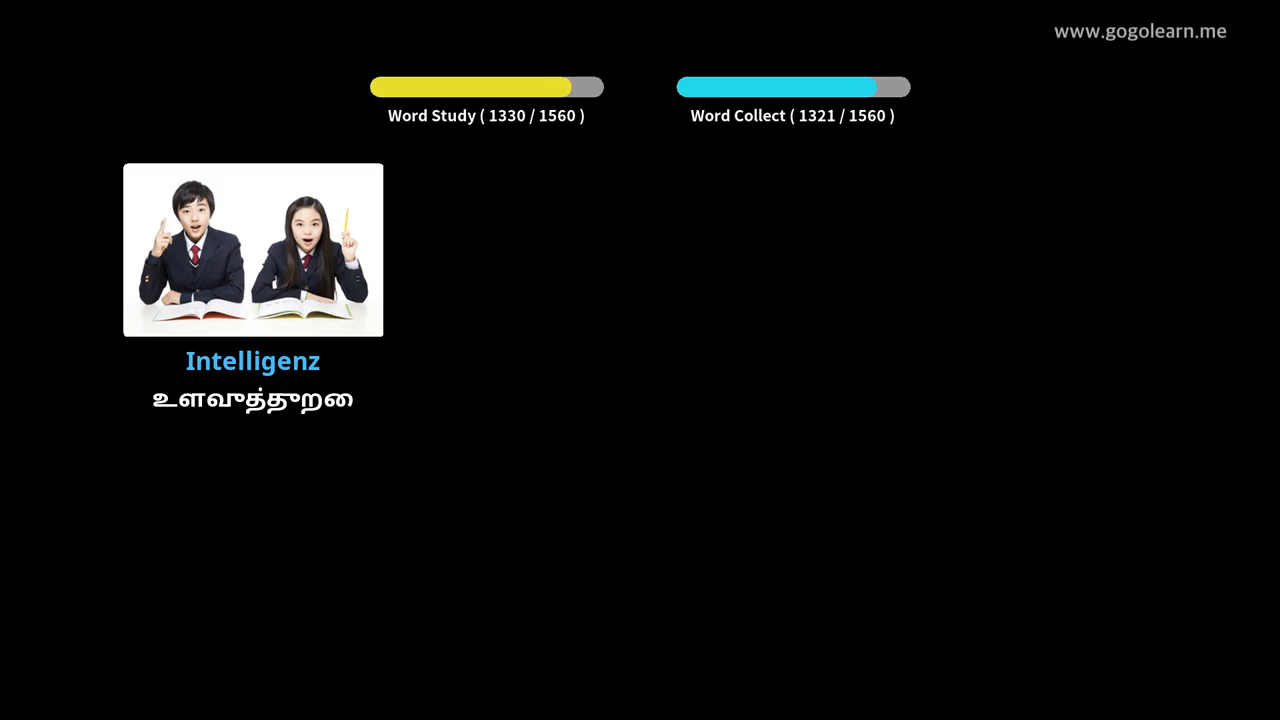 www.gogolearn.me
Word Study ( 1330 / 1560 )
Word Collect ( 1321 / 1560 )
Intelligenz
உளவுத்துறை